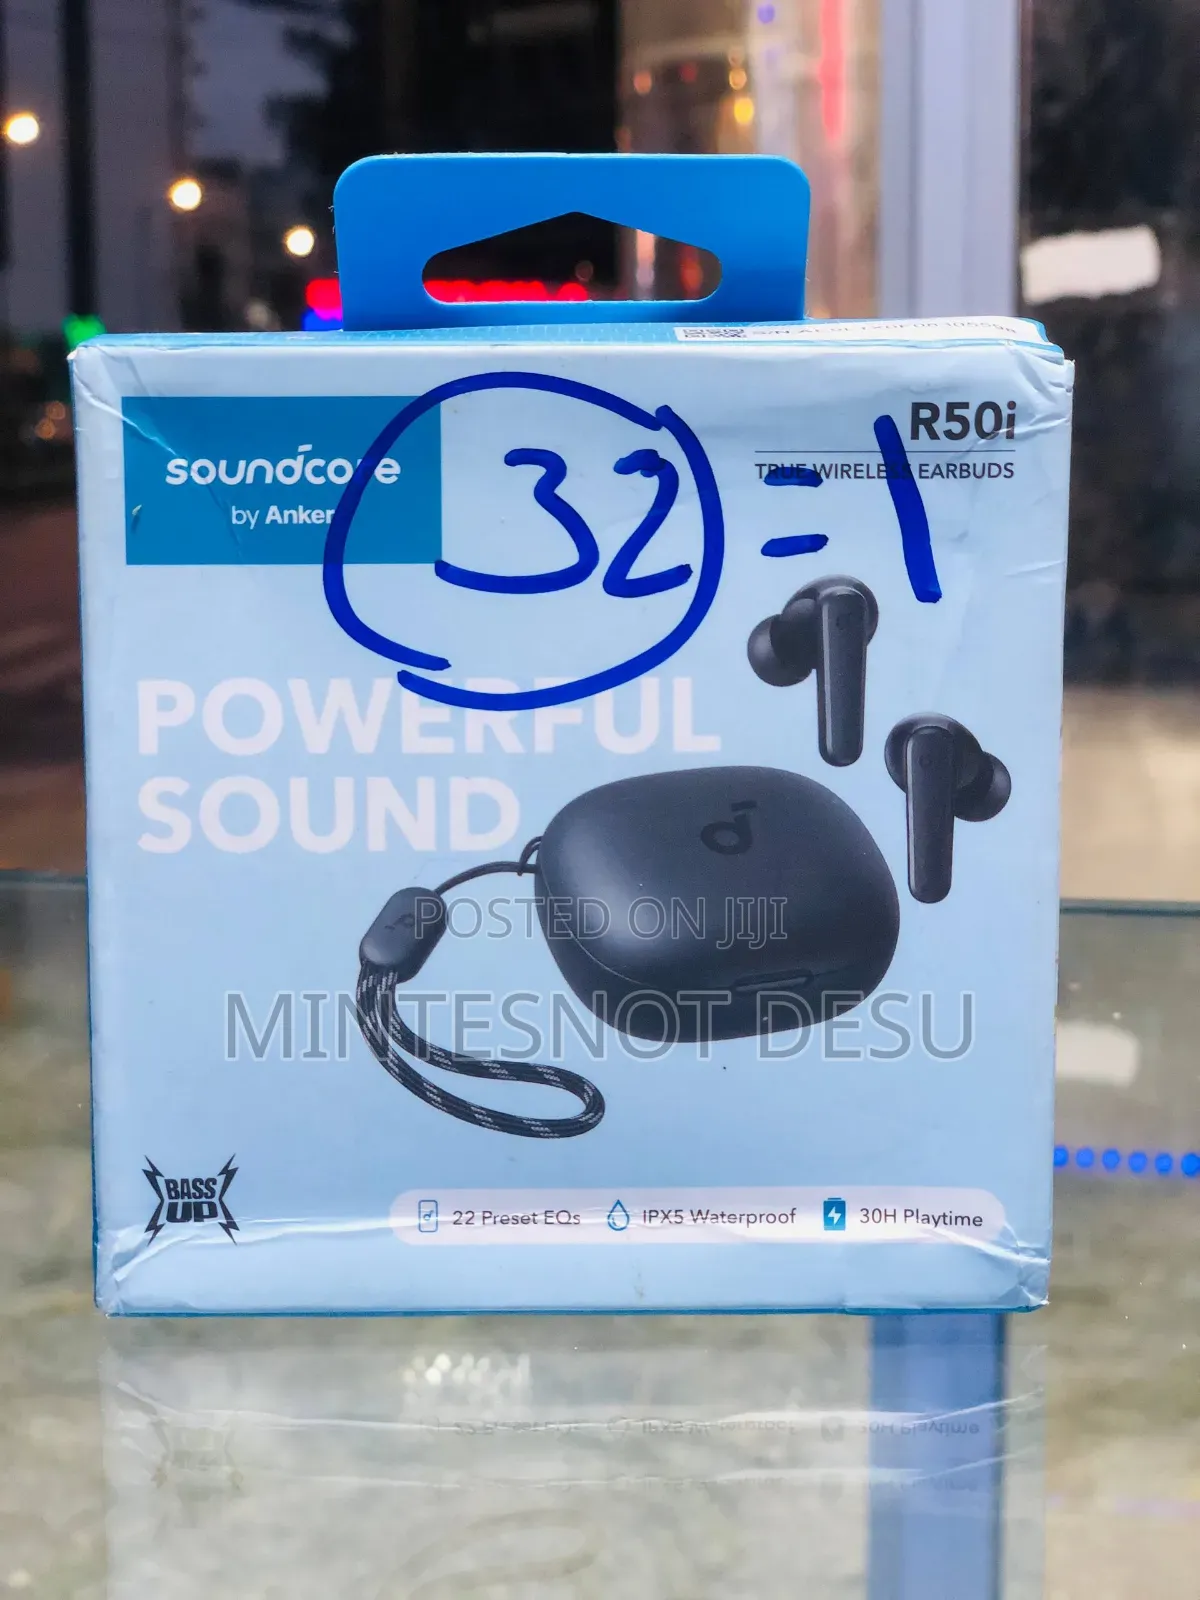 soundcore
by Anker
32 = 1
R50i
TRUE WIRELESS EARBUDS
POWERFUL
SOUND
POSTED ON JIJI
MINTESNOT DESU
BASS
UP
22 Preset EQs IPX5 Waterproof 30H Playtime